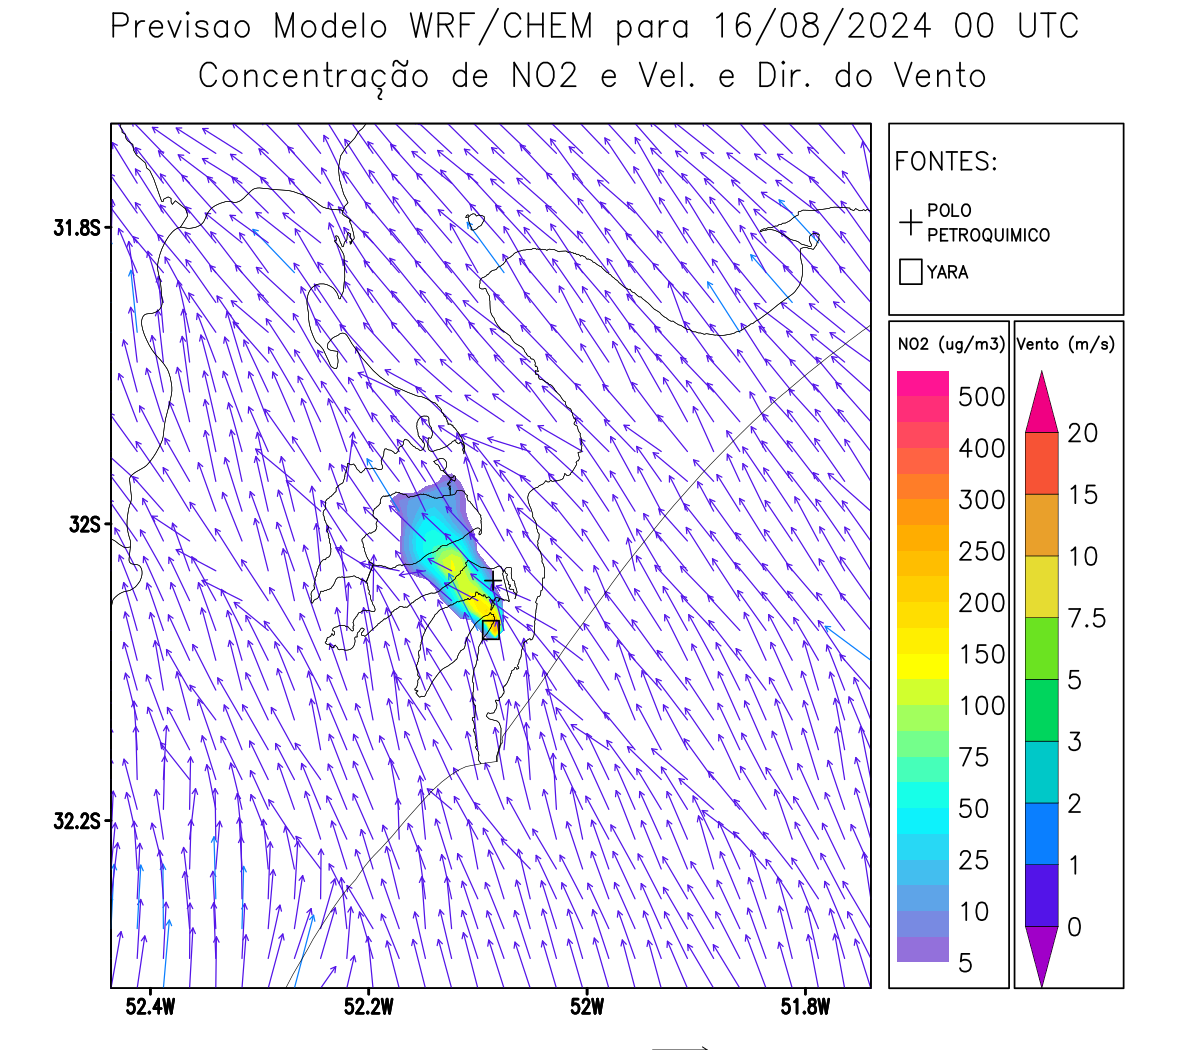 Previsao Modelo WRF/CHEM para 16/08/2024 00 UTC
Concentração de NO2 e Vel. e Dir. do Vento
FONTES:
POLO
PETROQUIMICO
YARA
NO2 (ug/m3)
500
400
300
250
200
150
100
75
50
25
10
5
Vento (m/s)
20
15
10
7.5
5
3
2
1
0
31.8S
32S
32.2S
52.4W
52.2W
52W
51.8W